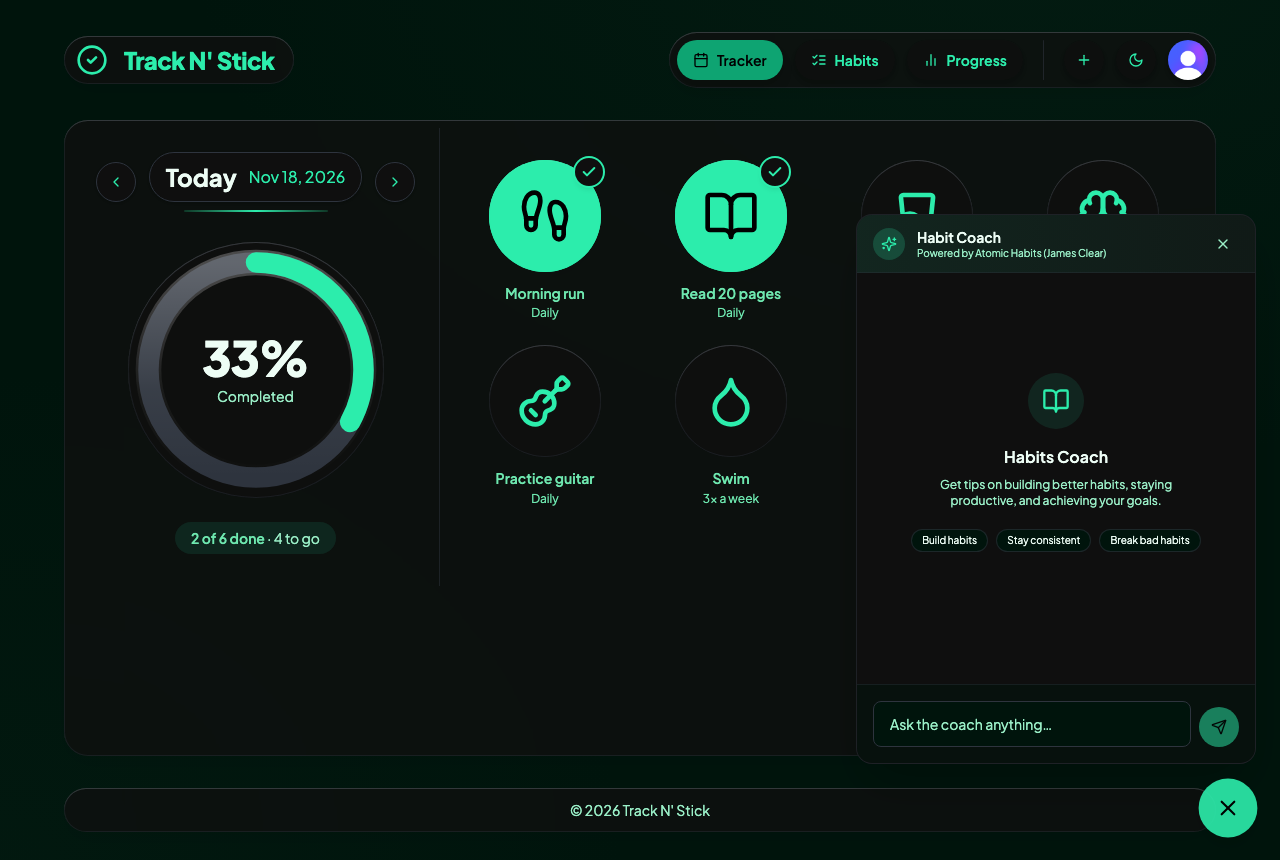 Track N' Stick
Tracker
Habits
Progress
Today Nov 18, 2026
33%
Completed
2 of 6 done · 4 to go
Morning run
Daily
Read 20 pages
Daily
Practice guitar
Daily
Swim
3× a week
Habit Coach
Powered by Atomic Habits (James Clear)
Habits Coach
Get tips on building better habits, staying
productive, and achieving your goals.
Build habits
Stay consistent
Break bad habits
Ask the coach anything...
© 2026 Track N' Stick